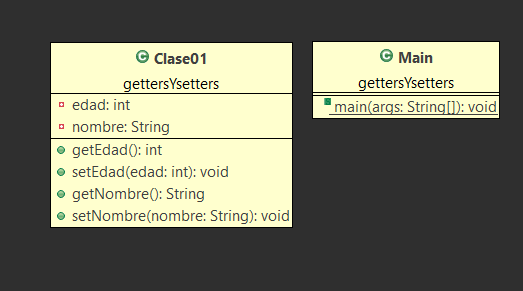 Clase01
gettersYsetters
edad: int
nombre: String
getEdad(): int
setEdad(edad: int): void
getNombre(): String
setNombre(nombre: String): void
Main
gettersYsetters
main(args: String[]): void